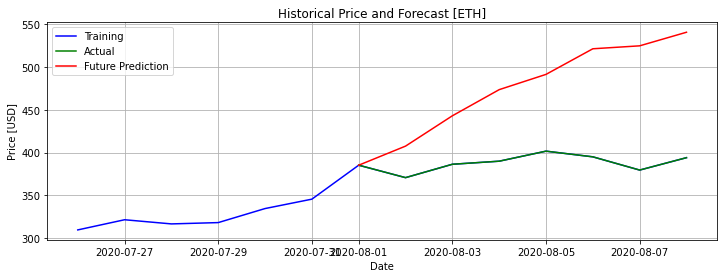 Historical Price and Forecast [ETH]
Training
Actual
Future Prediction
550
500
450
400
350
300
Price [USD]
2020-07-27
2020-07-29
2020-07-31
2020-08-01
2020-08-03
2020-08-05
2020-08-07
Date